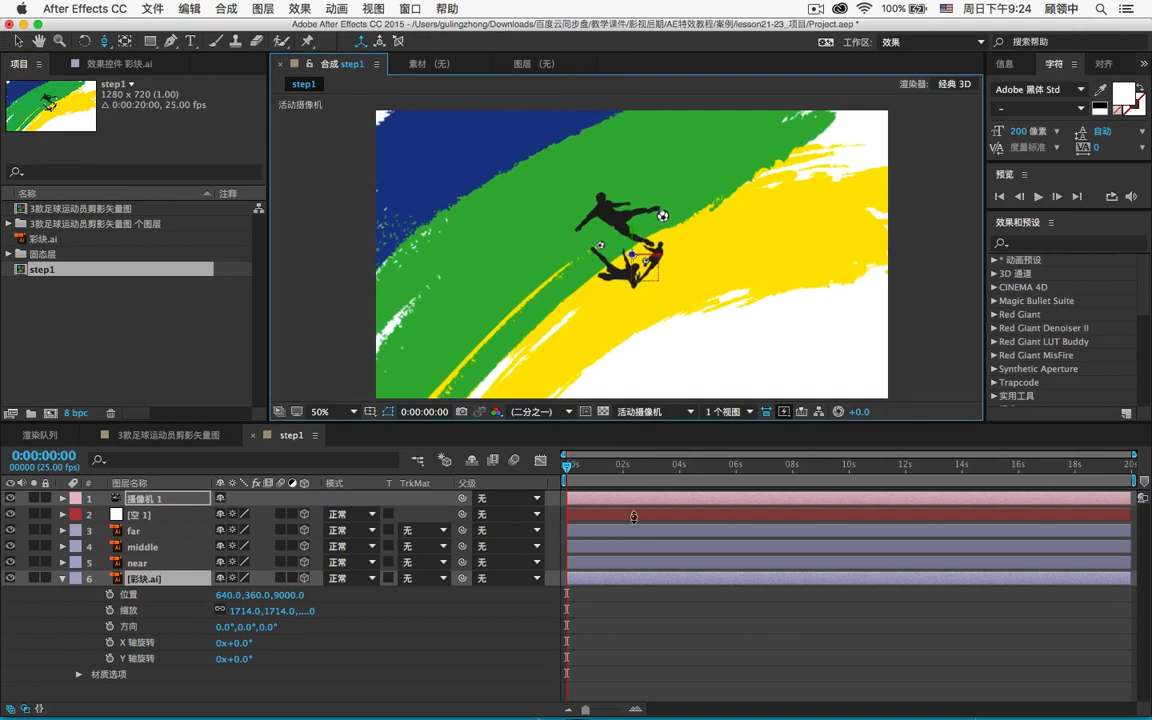 After Effects CC 文件 编辑 合成 图层 效果 动画 视图 窗口 帮助 100% 周日下午9:24 顾领中
Adobe After Effects CC 2015 - /Users/gulingzhong/Downloads/百度云同步盘/教学课件/影视后期/AE特效教程/案例/lesson21-23_项目/Project.aep *
工作区: 效果 搜索帮助
项目 效果控件 彩块.ai 合成 step1 素材 (无) 图层 (无) 信息 字符 对齐
step1 渲染器: 经典 3D
活动摄像机
step1▼
1280 x 720 (1.00)
△ 0:00:20:00, 25.00 fps
Adobe 黑体 Std
-
200 像素 自动
度量标准 0
预览
名称 注释
3款足球运动员剪影矢量图
3款足球运动员剪影矢量图 个图层
彩块.ai
固态层
step1
效果和预设
* 动画预设
3D 通道
CINEMA 4D
Magic Bullet Suite
Red Giant
Red Giant Denoiser II
Red Giant LUT Buddy
Red Giant MisFire
Synthetic Aperture
Trapcode
实用工具
8 bpc 50% 0:00:00:00 (二分之一) 活动摄像机 1 个视图 +0.0
渲染队列 3款足球运动员剪影矢量图 step1
0:00:00:00
00000 (25.00 fps)
0s 02s 04s 06s 08s 10s 12s 14s 16s 18s 20s
# 图层名称 模式 T TrkMat 父级
1 摄像机 1 无
2 [空 1] 正常 无
3 far 正常 无 无
4 middle 正常 无 无
5 near 正常 无 无
6 [彩块.ai] 正常 无 无
位置 640.0,360.0,9000.0
缩放 1714.0,1714.0,....0
方向 0.0°,0.0°,0.0°
X 轴旋转 0x+0.0°
Y 轴旋转 0x+0.0°
材质选项